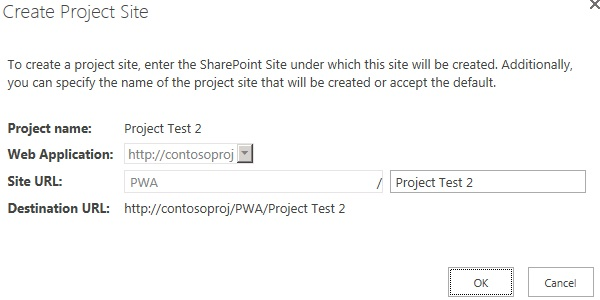 Create Project Site
To create a project site, enter the SharePoint Site under which this site will be created. Additionally,
you can specify the name of the project site that will be created or accept the default.
Project name: Project Test 2
Web Application: http://contosoproj
Site URL: PWA / Project Test 2
Destination URL: http://contosoproj/PWA/Project Test 2
OK Cancel